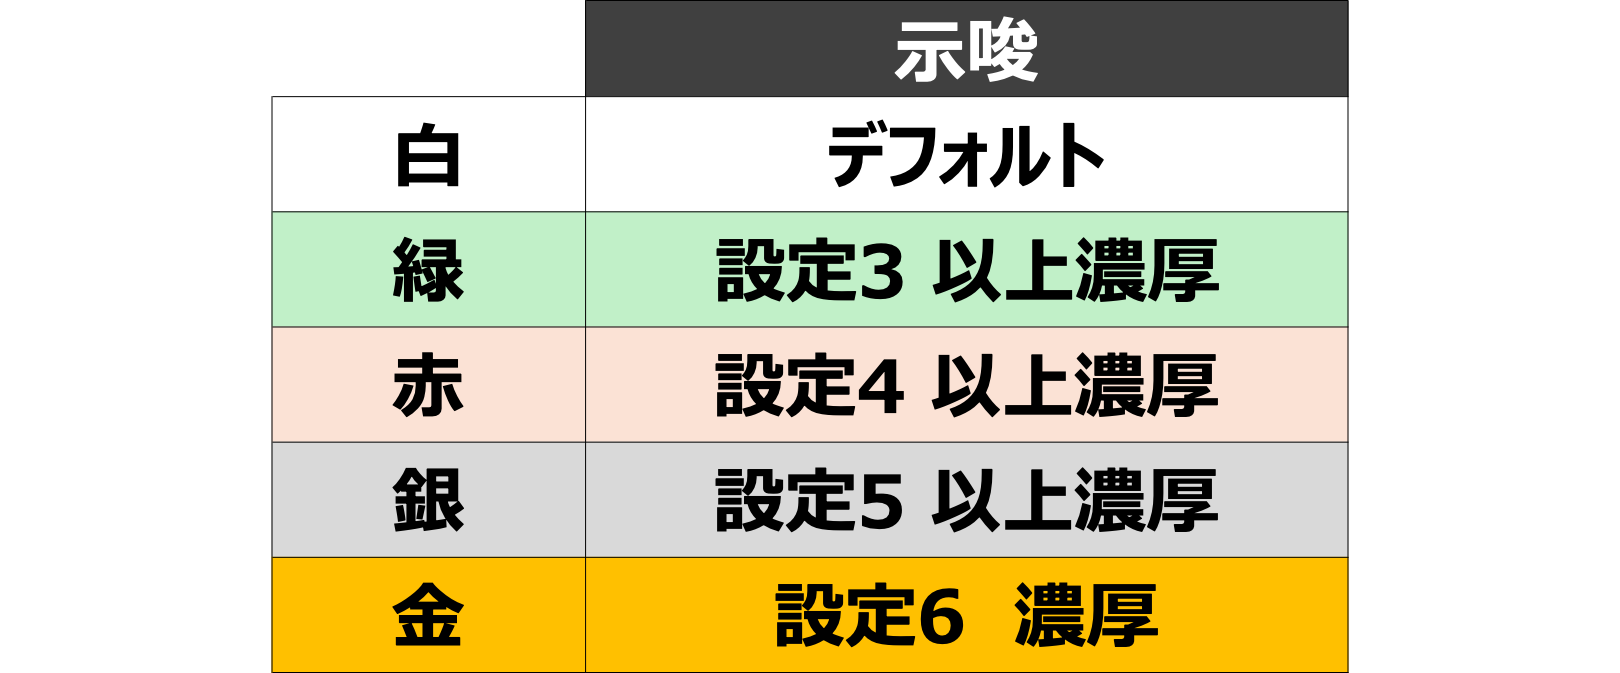 示唆
白 デフォルト
緑 設定3 以上濃厚
赤 設定4 以上濃厚
銀 設定5 以上濃厚
金 設定6 濃厚